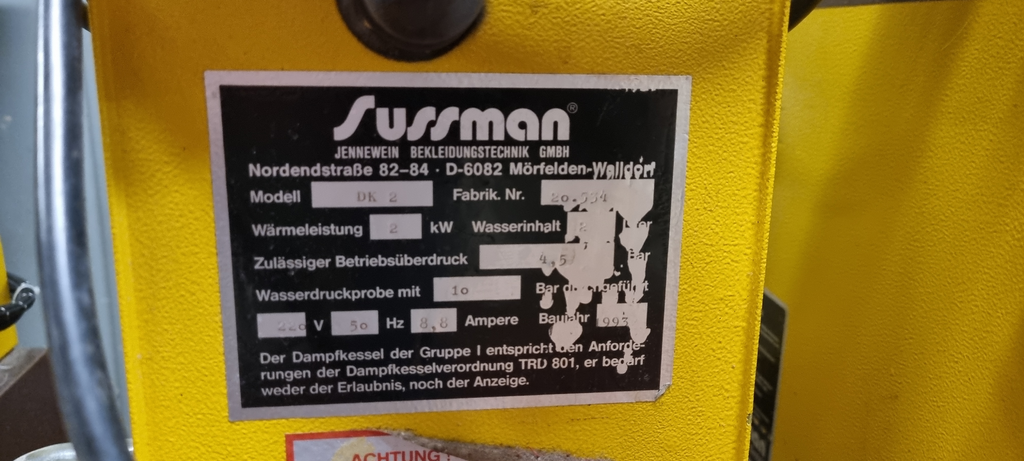 Sussman®
JENNEWEIN BEKLEIDUNGSTECHNIK GMBH
Nordendstraße 82-84 · D-6082 Mörfelden-Walldorf
Modell DK 2 Fabrik. Nr.
Wärmeleistung 2 kW Wasserinhalt
Zulässiger Betriebsüberdruck 4,5 Bar
Wasserdruckprobe mit 10 Bar durchgeführt
220 V 50 Hz 8,8 Ampere Baujahr 1993
Der Dampfkessel der Gruppe I entspricht den Anforde-
rungen der Dampfkesselverordnung TRD 801, er bedarf
weder der Erlaubnis, noch der Anzeige.
ACHTUNG